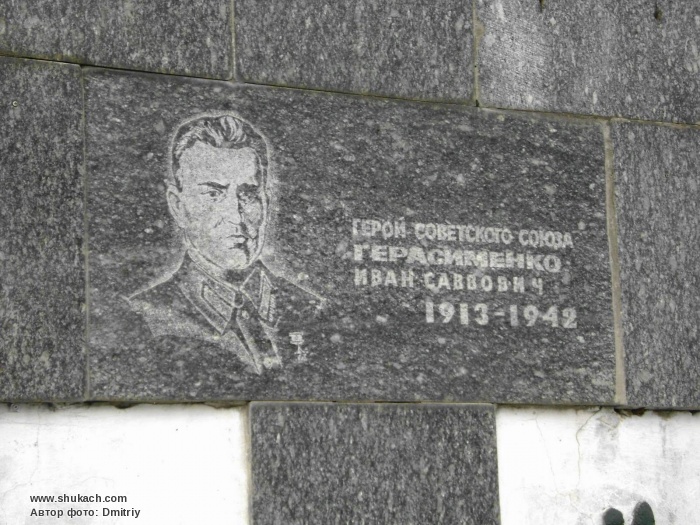 ГЕРОЙ СОВЕТСКОГО СОЮЗА
ГЕРАСИМЕНКО
ИВАН САВВОВИЧ
1913-1942
www.shukach.com
Автор фото: Dmitriy